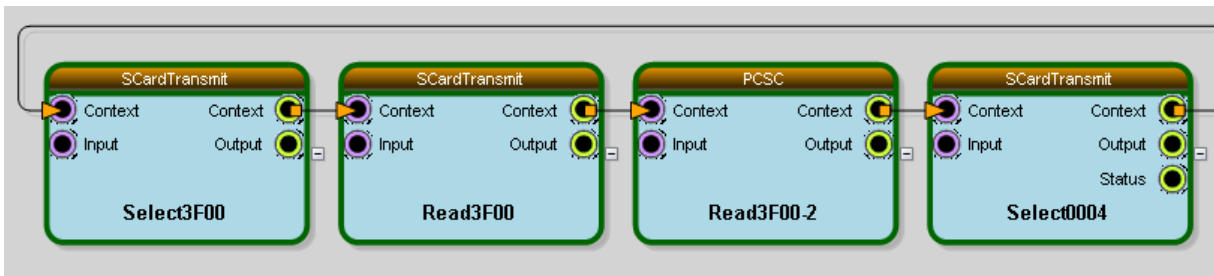 SCardTransmit
Context Context
Input Output
Select3F00
SCardTransmit
Context Context
Input Output
Read3F00
PCSC
Context Context
Input Output
Read3F00-2
SCardTransmit
Context Context
Input Output
Status
Select0004